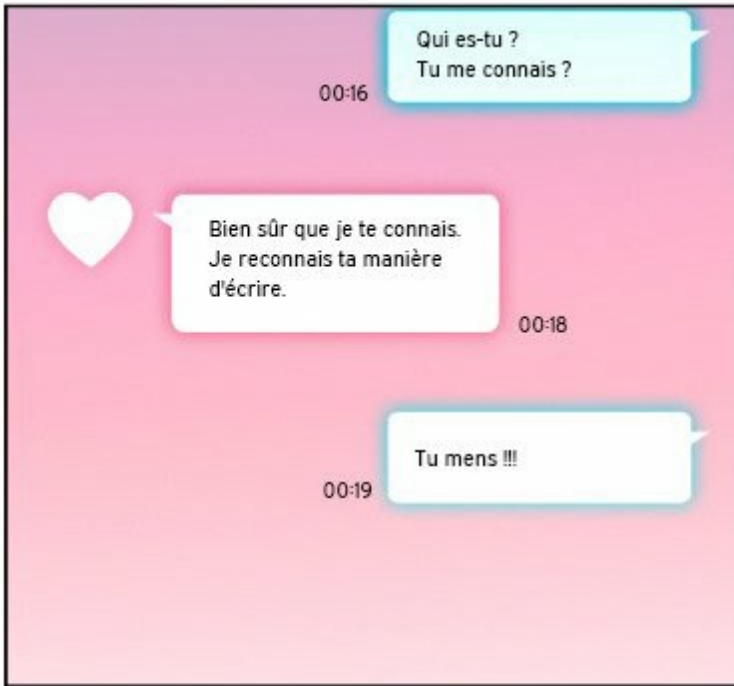 Qui es-tu ?
Tu me connais ?
00:16
Bien sûr que je te connais.
Je reconnais ta manière
d'écrire.
00:18
Tu mens !!!
00:19